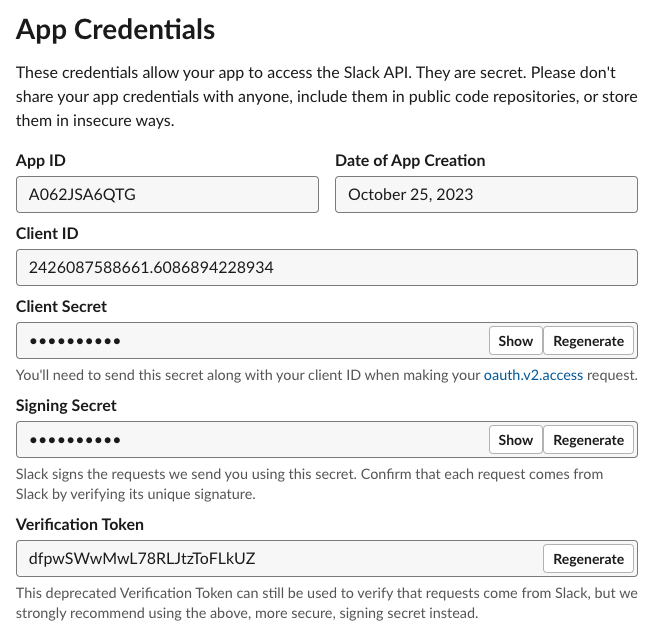 App Credentials
These credentials allow your app to access the Slack API. They are secret. Please don't
share your app credentials with anyone, include them in public code repositories, or store
them in insecure ways.
App ID
Date of App Creation
A062JSA6QTG
October 25, 2023
Client ID
2426087588661.6086894228934
Client Secret
••••••••••
Show
Regenerate
You'll need to send this secret along with your client ID when making your oauth.v2.access request.
Signing Secret
••••••••••
Show
Regenerate
Slack signs the requests we send you using this secret. Confirm that each request comes from
Slack by verifying its unique signature.
Verification Token
dfpwSWwMwL78RLJtzToFLkUZ
Regenerate
This deprecated Verification Token can still be used to verify that requests come from Slack, but we
strongly recommend using the above, more secure, signing secret instead.